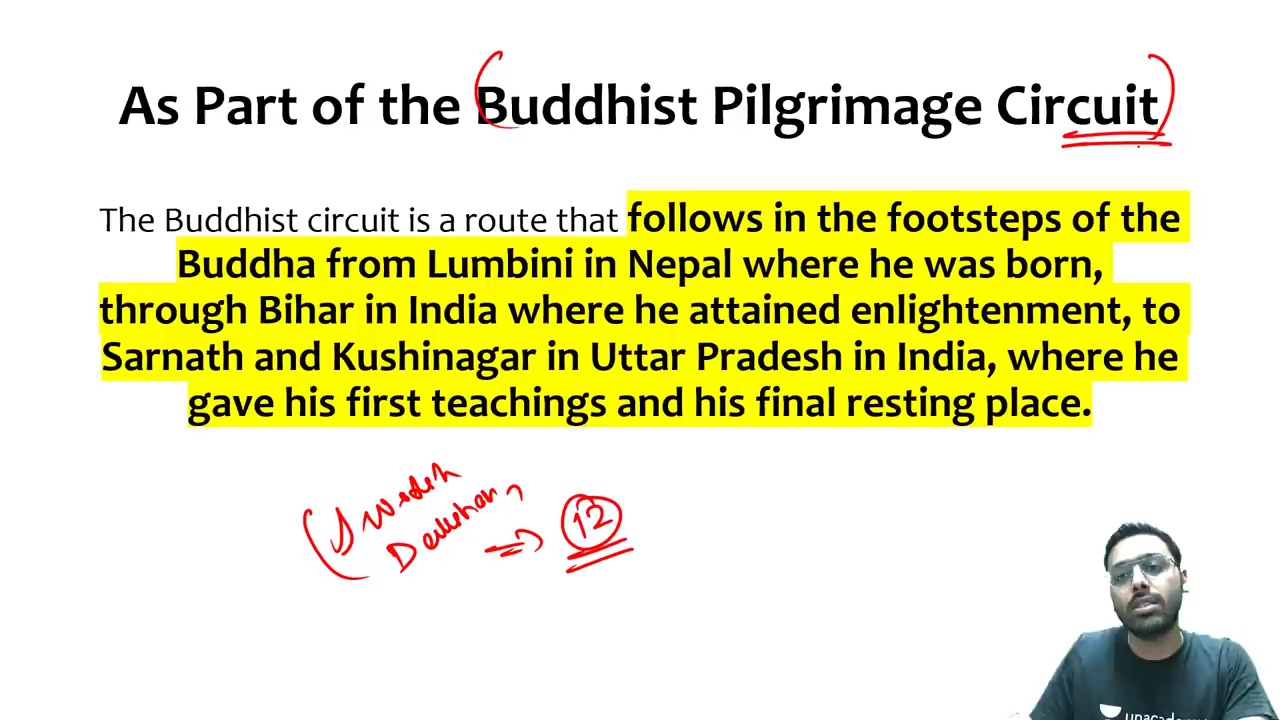 As Part of the Buddhist Pilgrimage Circuit
The Buddhist circuit is a route that follows in the footsteps of the
Buddha from Lumbini in Nepal where he was born,
through Bihar in India where he attained enlightenment, to
Sarnath and Kushinagar in Uttar Pradesh in India, where he
gave his first teachings and his final resting place.
Swadesh
Darshan
⇒ 12
unacademy